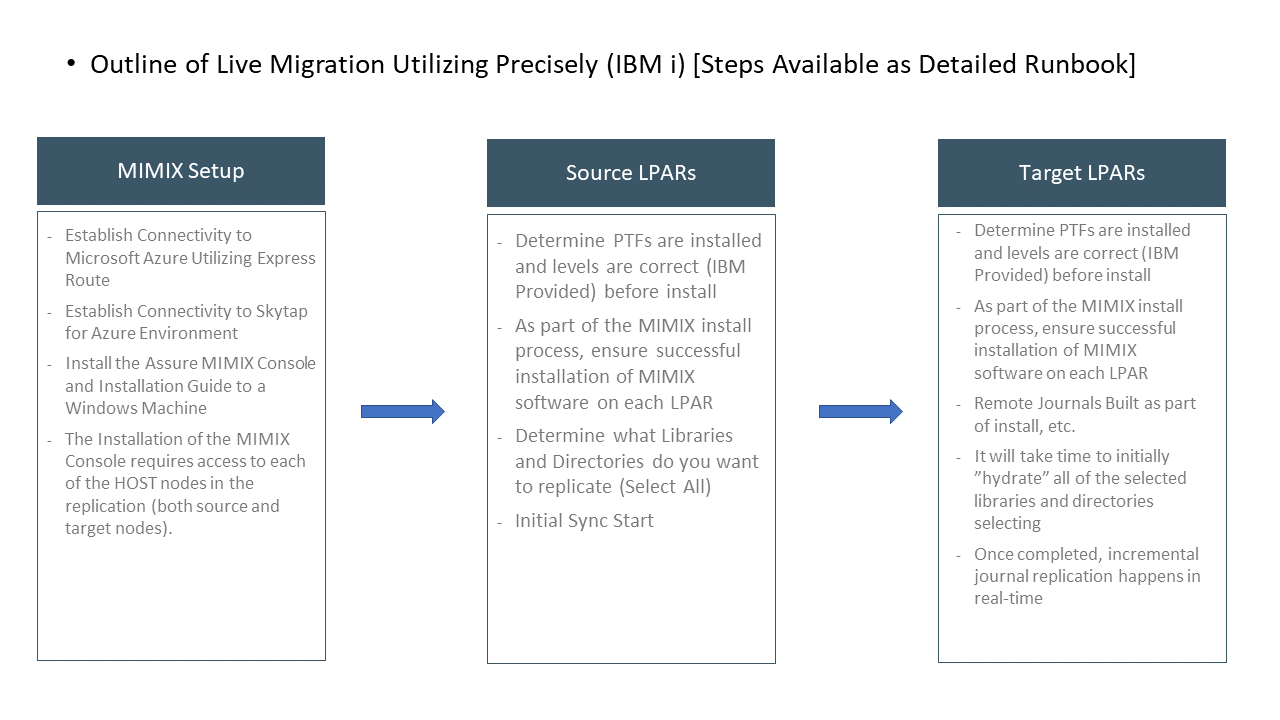 • Outline of Live Migration Utilizing Precisely (IBM i) [Steps Available as Detailed Runbook]
MIMIX Setup
- Establish Connectivity to
Microsoft Azure Utilizing Express
Route
- Establish Connectivity to Skytap
for Azure Environment
- Install the Assure MIMIX Console
and Installation Guide to a
Windows Machine
- The Installation of the MIMIX
Console requires access to each
of the HOST nodes in the
replication (both source and
target nodes).
Source LPARs
- Determine PTFs are installed
and levels are correct (IBM
Provided) before install
- As part of the MIMIX install
process, ensure successful
installation of MIMIX
software on each LPAR
- Determine what Libraries
and Directories do you want
to replicate (Select All)
- Initial Sync Start
Target LPARs
- Determine PTFs are installed
and levels are correct (IBM
Provided) before install
- As part of the MIMIX install
process, ensure successful
installation of MIMIX
software on each LPAR
- Remote Journals Built as part
of install, etc.
- It will take time to initially
”hydrate” all of the selected
libraries and directories
selecting
- Once completed, incremental
journal replication happens in
real-time